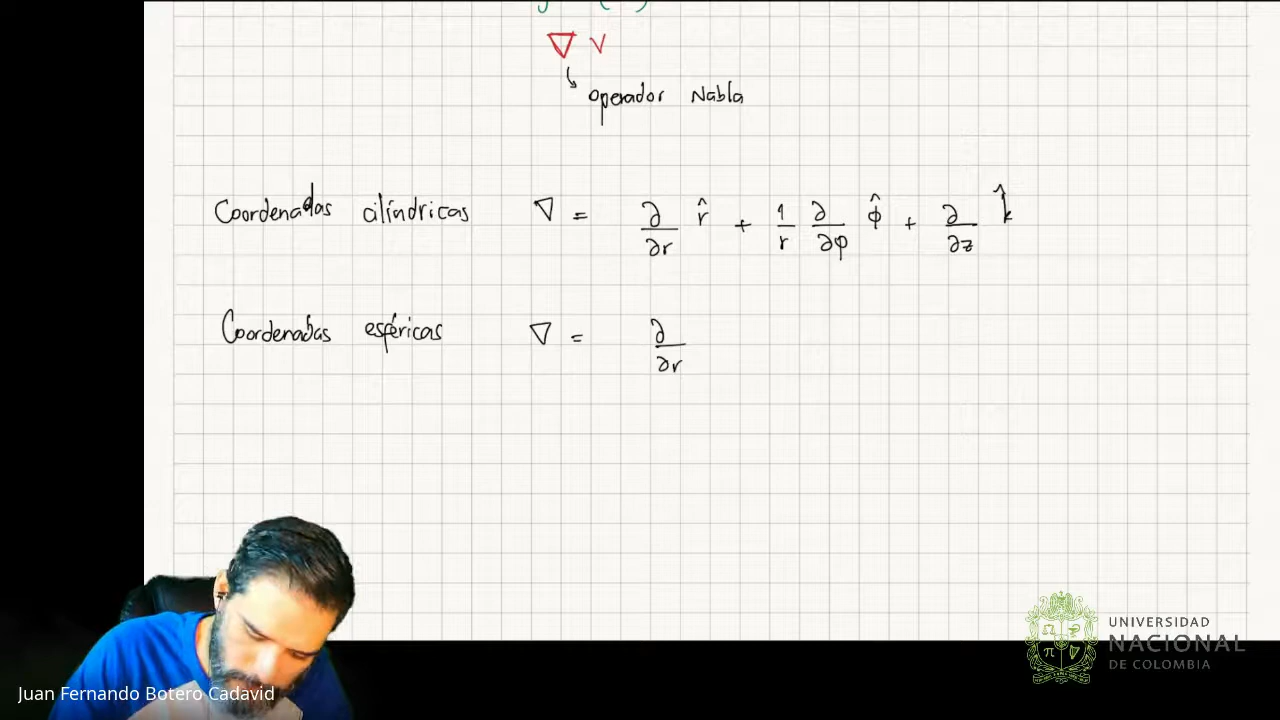 ∇ V
operador Nabla
Coordenadas cilíndricas ∇ = ∂/∂r r̂ + 1/r ∂/∂φ φ̂ + ∂/∂z k̂
Coordenadas esféricas ∇ = ∂/∂r
Juan Fernando Botero Cadavid
UNIVERSIDAD
NACIONAL
DE COLOMBIA